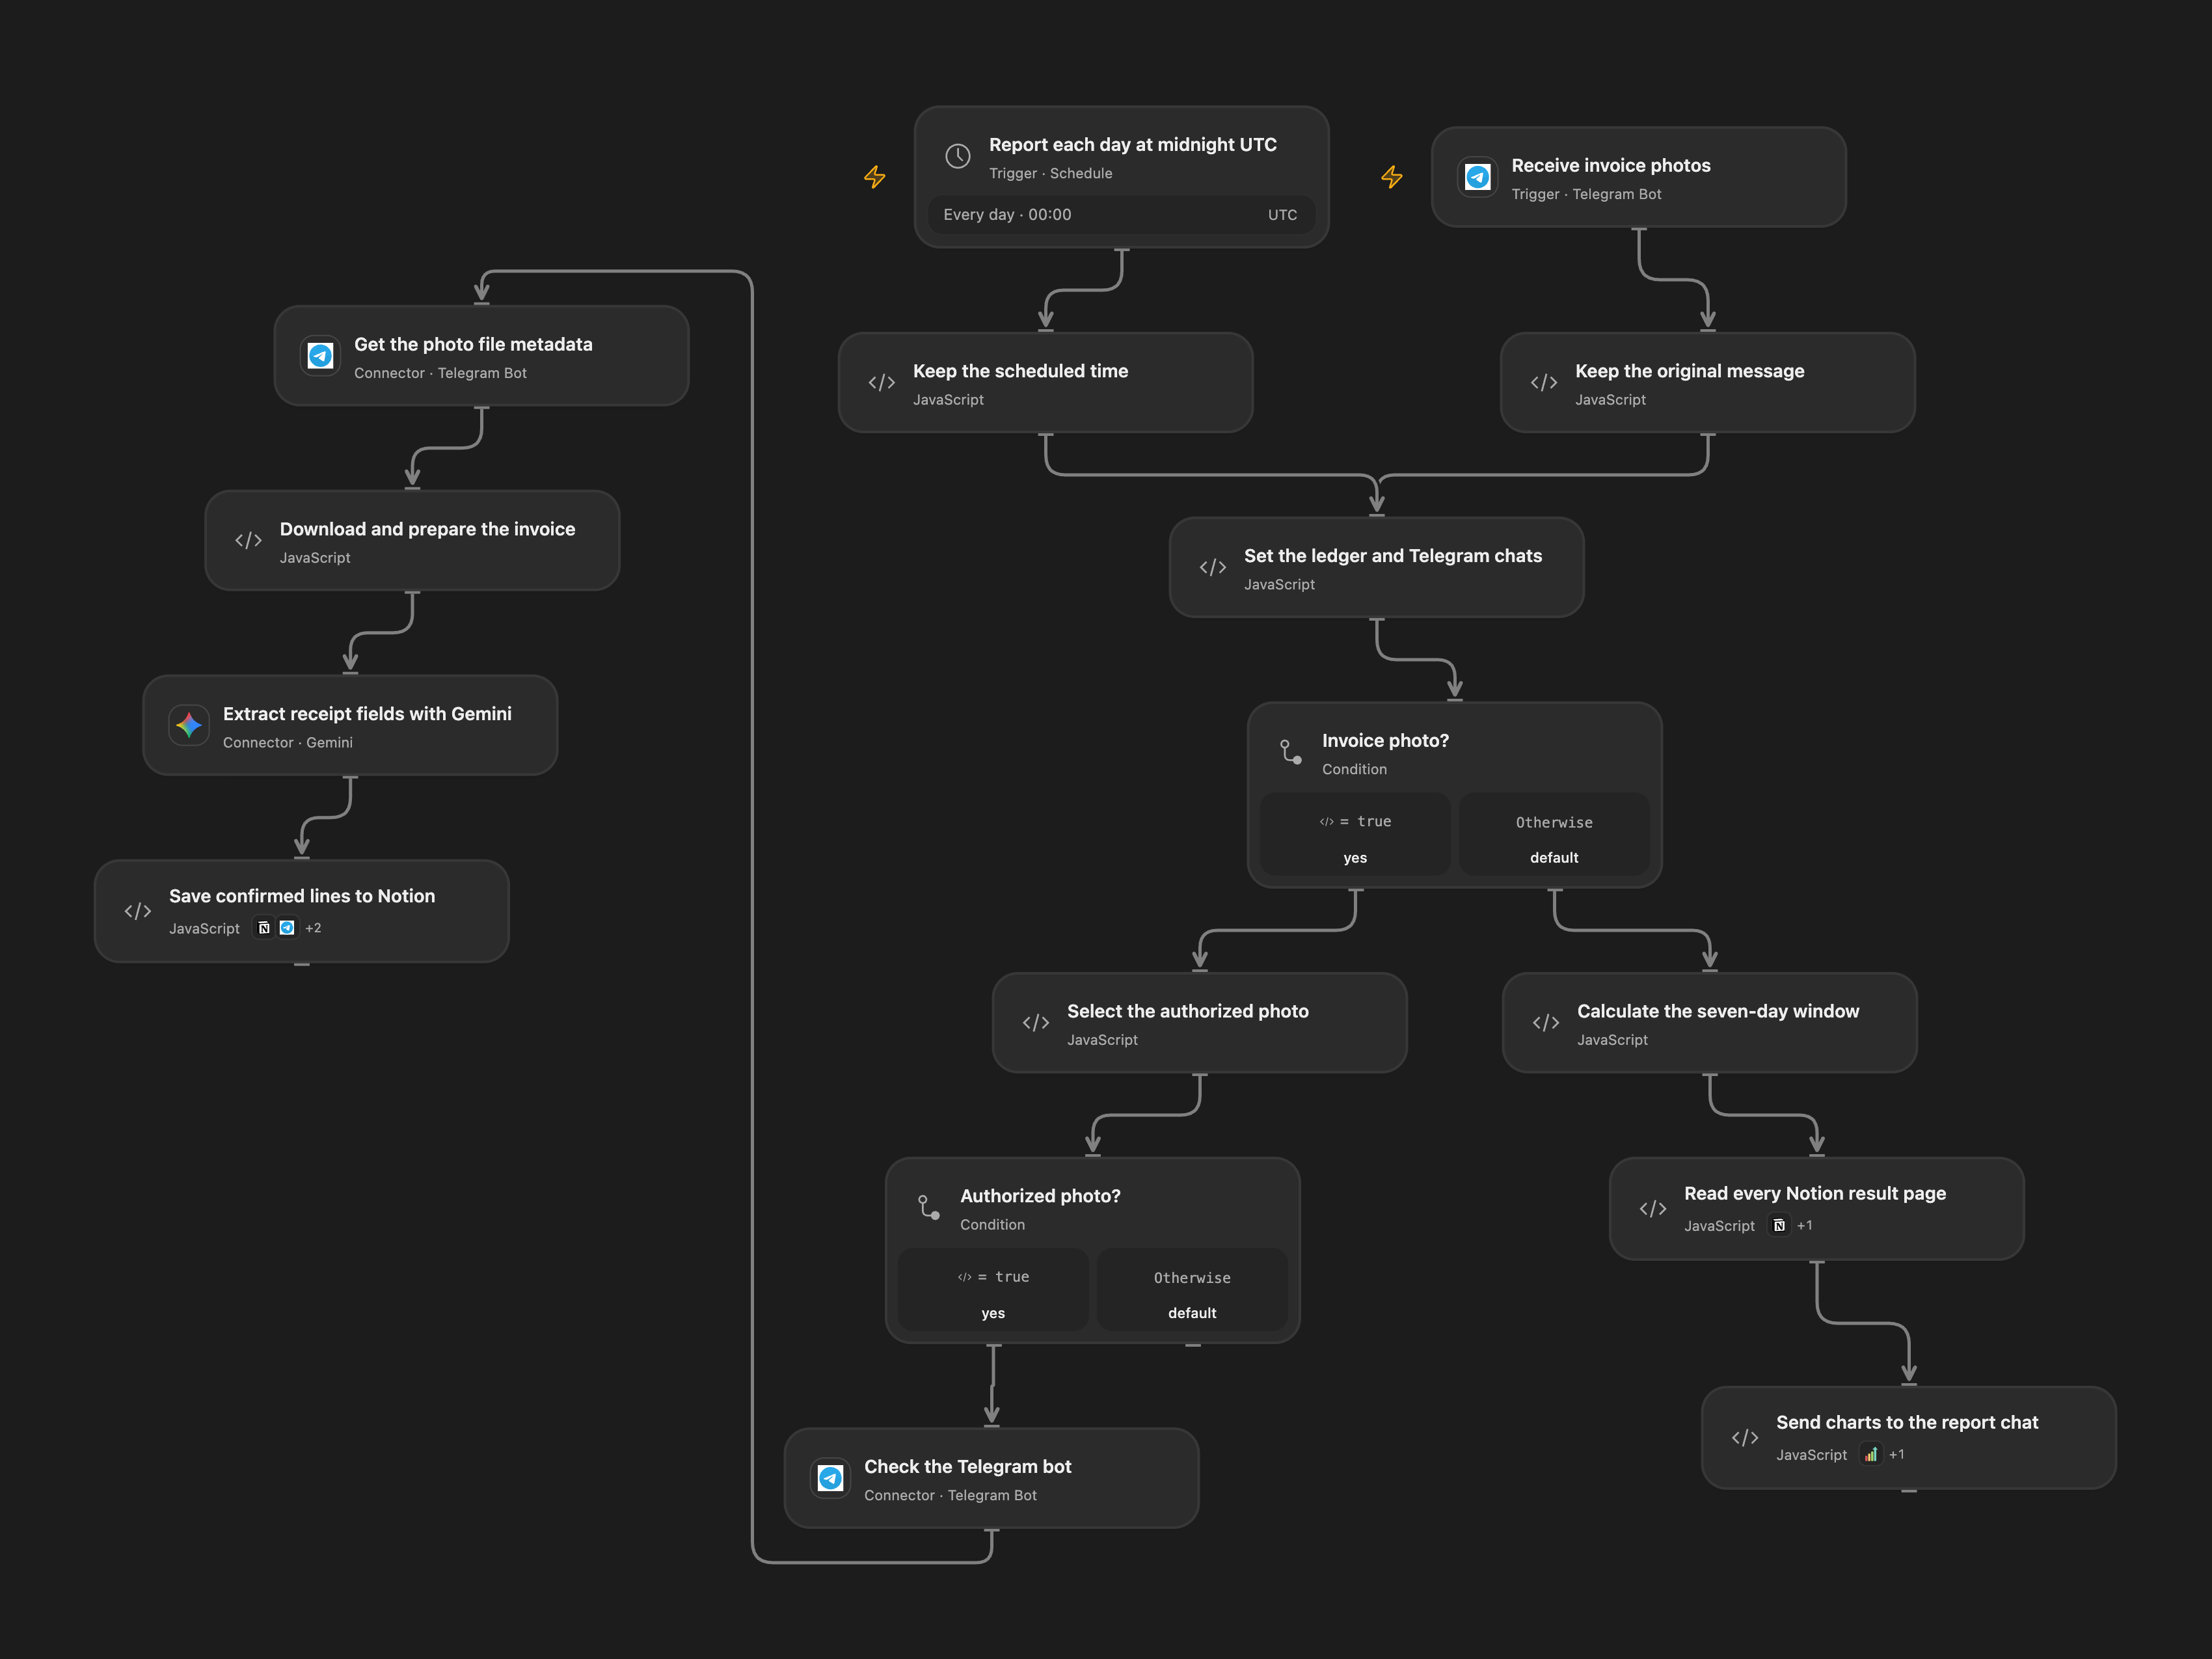 Report each day at midnight UTC
Trigger · Schedule
Every day · 00:00 UTC
Receive invoice photos
Trigger · Telegram Bot
Keep the scheduled time
JavaScript
Keep the original message
JavaScript
Set the ledger and Telegram chats
JavaScript
Invoice photo?
Condition
</> = true
yes
Otherwise
default
Select the authorized photo
JavaScript
Calculate the seven-day window
JavaScript
Authorized photo?
Condition
</> = true
yes
Otherwise
default
Read every Notion result page
JavaScript +1
Check the Telegram bot
Connector · Telegram Bot
Send charts to the report chat
JavaScript +1
Get the photo file metadata
Connector · Telegram Bot
Download and prepare the invoice
JavaScript
Extract receipt fields with Gemini
Connector · Gemini
Save confirmed lines to Notion
JavaScript +2